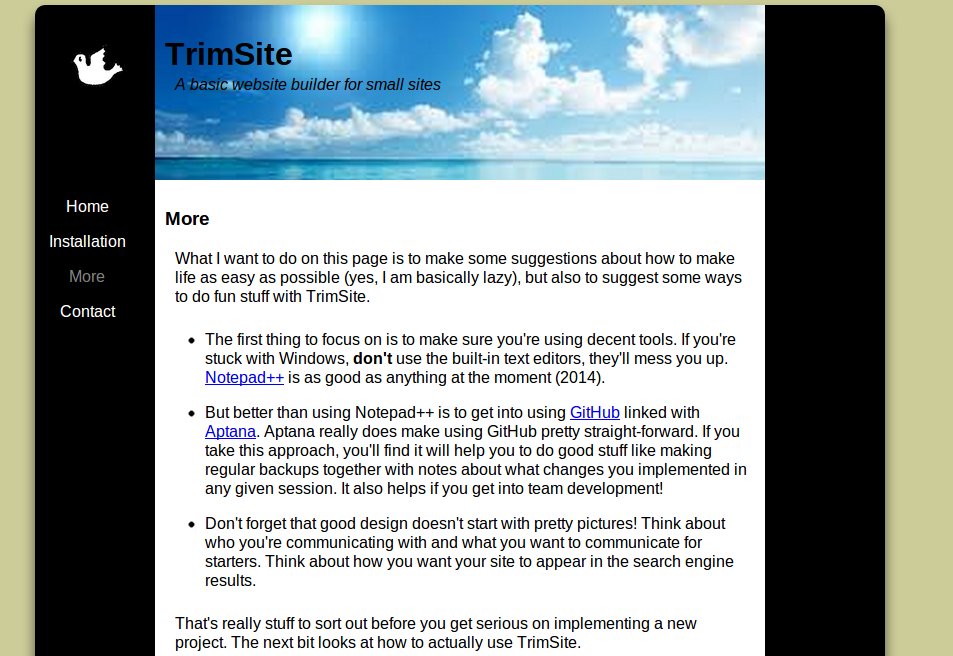 TrimSite
A basic website builder for small sites
Home
Installation
More
Contact
More
What I want to do on this page is to make some suggestions about how to make
life as easy as possible (yes, I am basically lazy), but also to suggest some ways
to do fun stuff with TrimSite.
The first thing to focus on is to make sure you're using decent tools. If you're
stuck with Windows, don't use the built-in text editors, they'll mess you up.
Notepad++ is as good as anything at the moment (2014).
But better than using Notepad++ is to get into using GitHub linked with
Aptana. Aptana really does make using GitHub pretty straight-forward. If you
take this approach, you'll find it will help you to do good stuff like making
regular backups together with notes about what changes you implemented in
any given session. It also helps if you get into team development!
Don't forget that good design doesn't start with pretty pictures! Think about
who you're communicating with and what you want to communicate for
starters. Think about how you want your site to appear in the search engine
results.
That's really stuff to sort out before you get serious on implementing a new
project. The next bit looks at how to actually use TrimSite.